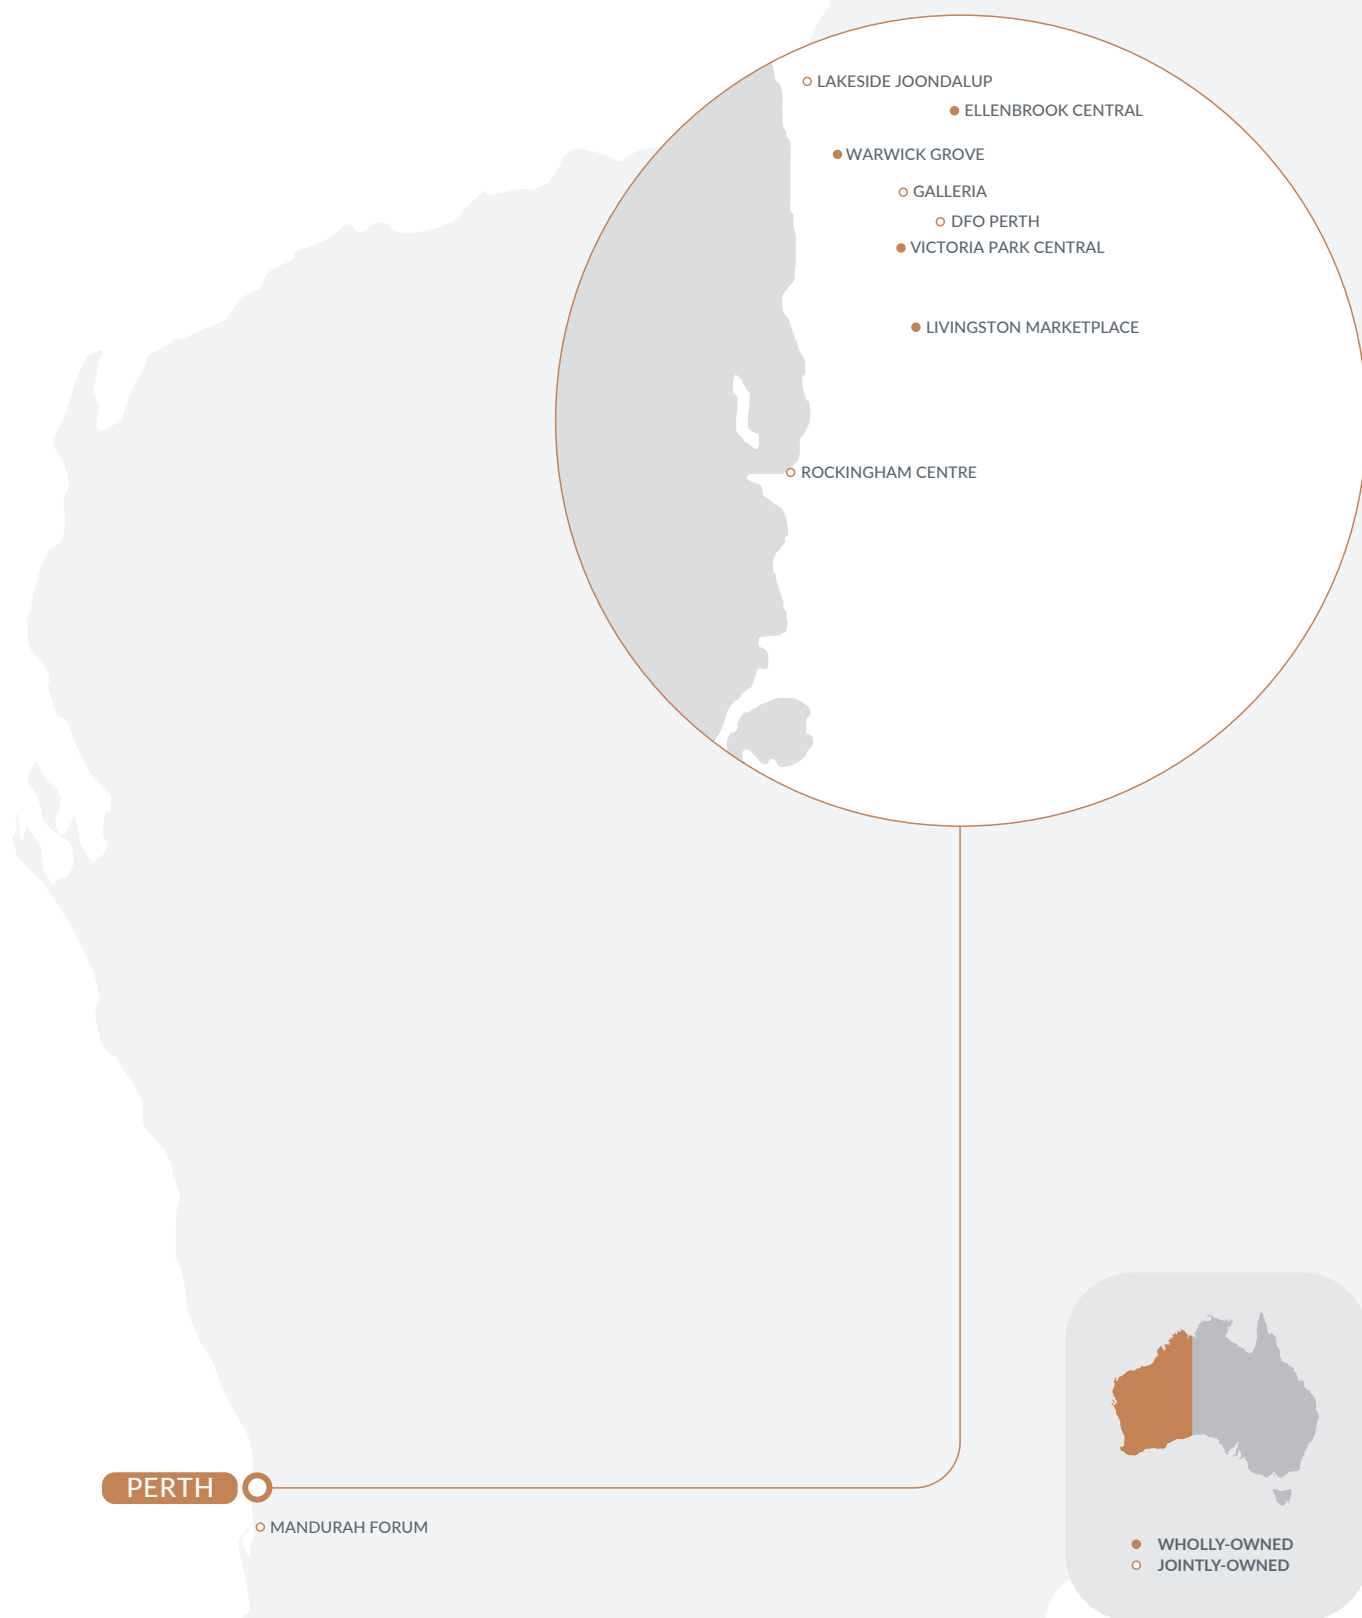 LAKESIDE JOONDALUP
ELLENBROOK CENTRAL
WARWICK GROVE
GALLERIA
DFO PERTH
VICTORIA PARK CENTRAL
LIVINGSTON MARKETPLACE
ROCKINGHAM CENTRE
PERTH
MANDURAH FORUM
WHOLLY-OWNED
JOINTLY-OWNED